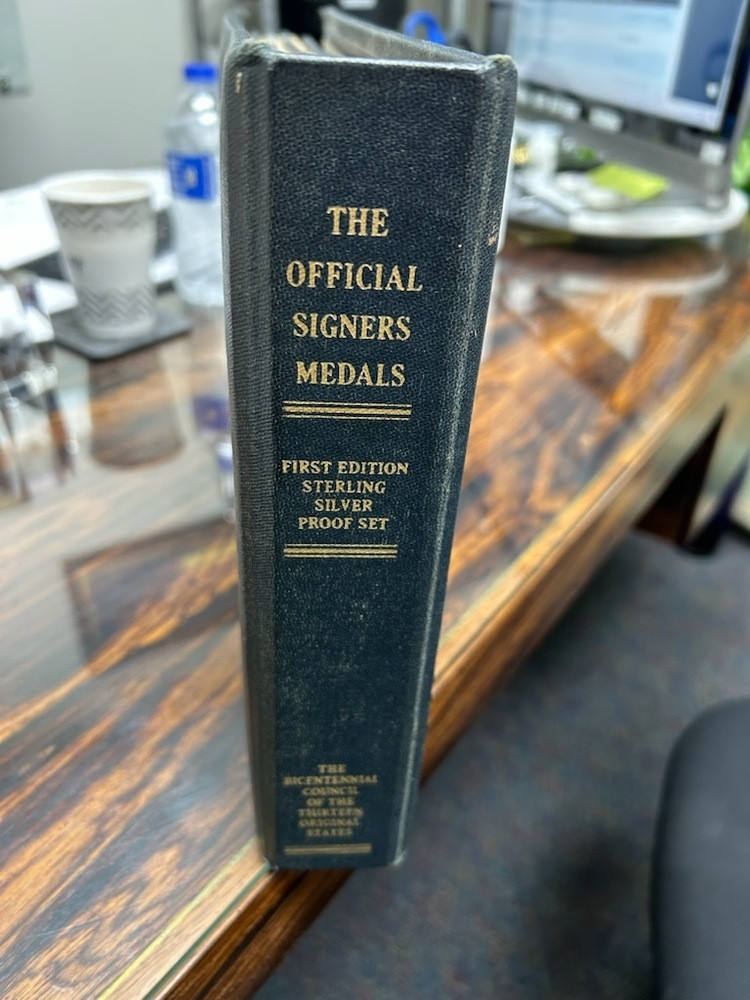 THE
OFFICIAL
SIGNERS
MEDALS
FIRST EDITION
STERLING
SILVER
PROOF SET
THE
BICENTENNIAL
COUNCIL
OF THE
THIRTEEN
ORIGINAL
STATES